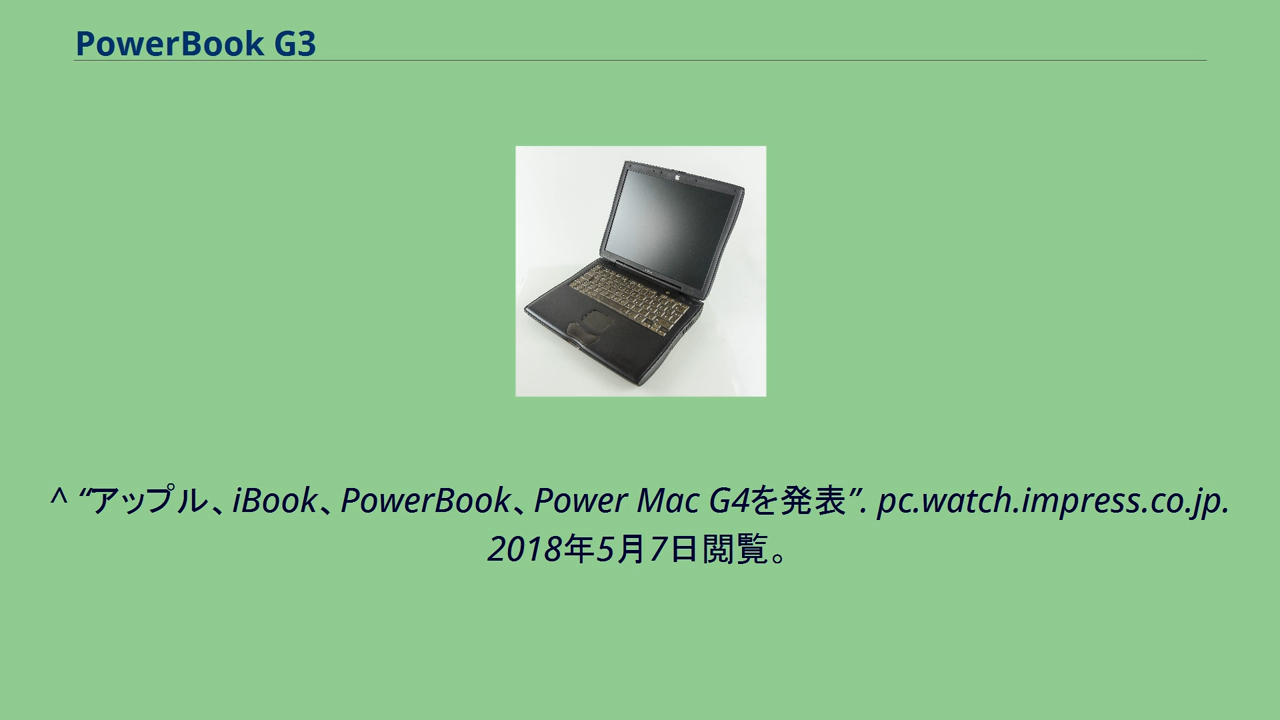 PowerBook G3
^ “アップル、iBook、PowerBook、Power Mac G4を発表”. pc.watch.impress.co.jp.
2018年5月7日閲覧。